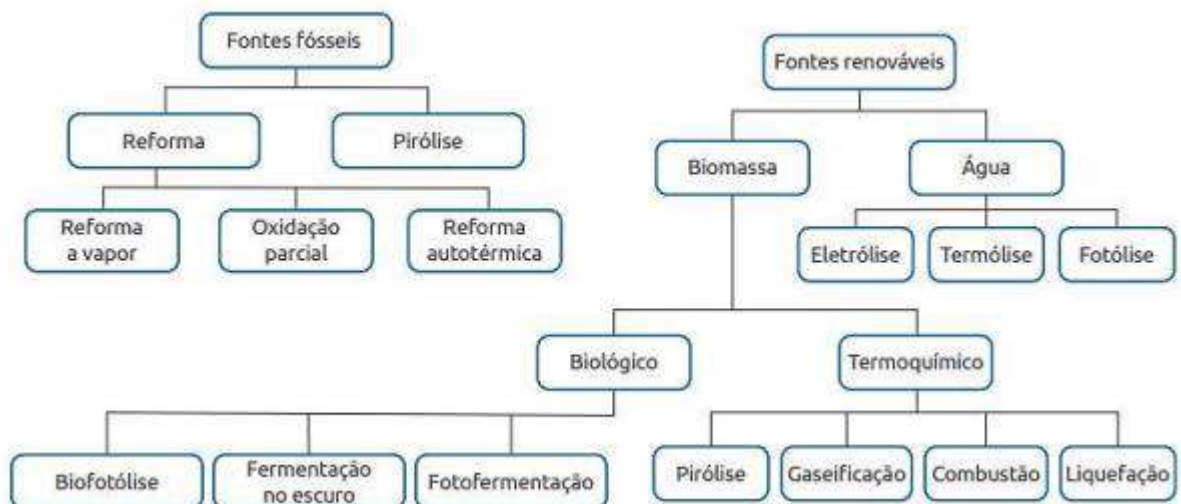 Fontes fósseis
Fontes renováveis
Reforma
Pirólise
Biomassa
Água
Reforma
a vapor
Oxidação
parcial
Reforma
autotérmica
Eletrólise
Termólise
Fotólise
Biológico
Termoquímico
Biofotólise
Fermentação
no escuro
Fotofermentação
Pirólise
Gaseificação
Combustão
Liquefação